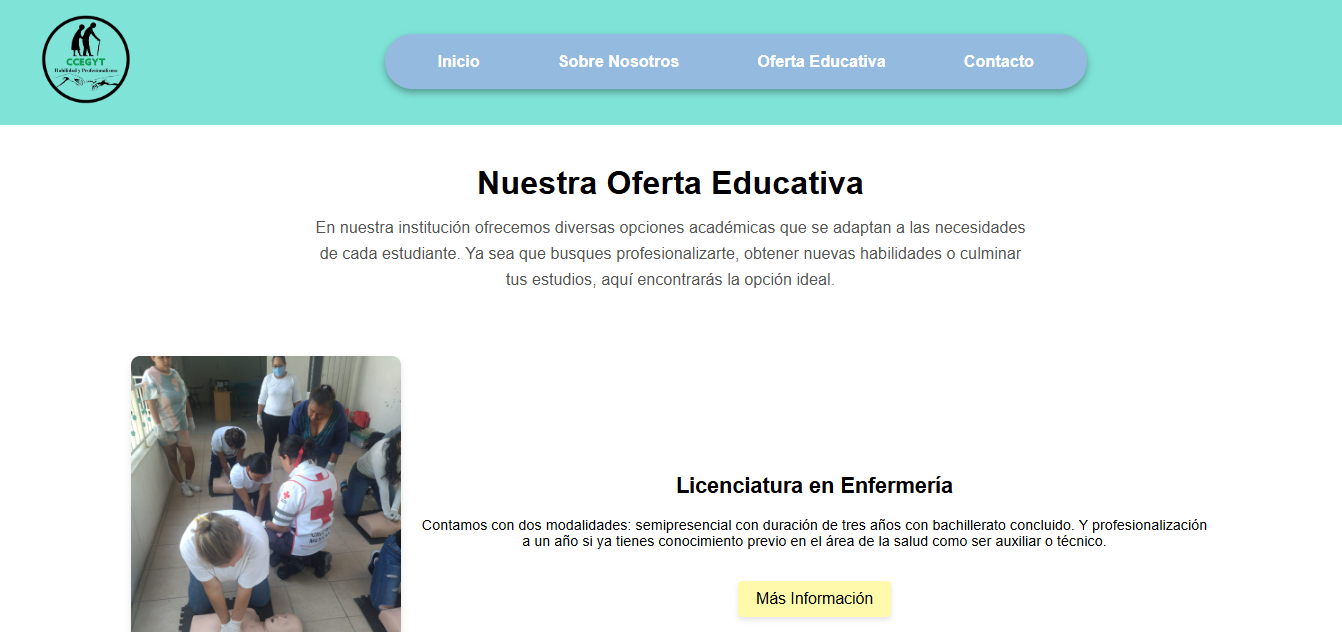 CCEGYT
Habilidad y Profesionalismo
Inicio
Sobre Nosotros
Oferta Educativa
Contacto
Nuestra Oferta Educativa
En nuestra institución ofrecemos diversas opciones académicas que se adaptan a las necesidades
de cada estudiante. Ya sea que busques profesionalizarte, obtener nuevas habilidades o culminar
tus estudios, aquí encontrarás la opción ideal.
Licenciatura en Enfermería
Contamos con dos modalidades: semipresencial con duración de tres años con bachillerato concluido. Y profesionalización
a un año si ya tienes conocimiento previo en el área de la salud como ser auxiliar o técnico.
Más Información